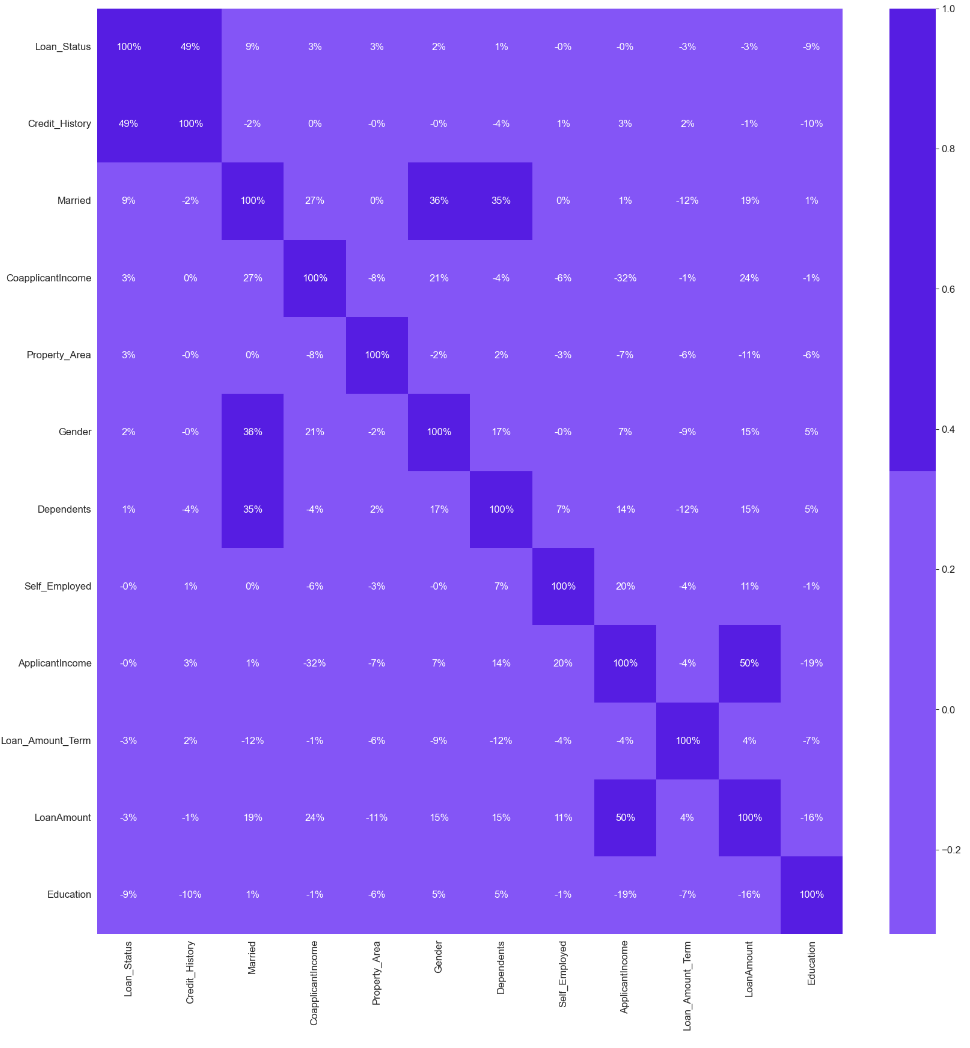 Loan_Status 100% 49% 9% 3% 3% 2% 1% -0% -0% -3% -3% -9%
Credit_History 49% 100% -2% 0% -0% -0% -4% 1% 3% 2% -1% -10%
Married 9% -2% 100% 27% 0% 36% 35% 0% 1% -12% 19% 1%
CoapplicantIncome 3% 0% 27% 100% -8% 21% -4% -6% -32% -1% 24% -1%
Property_Area 3% -0% 0% -8% 100% -2% 2% -3% -7% -6% -11% -6%
Gender 2% -0% 36% 21% -2% 100% 17% -0% 7% -9% 15% 5%
Dependents 1% -4% 35% -4% 2% 17% 100% 7% 14% -12% 15% 5%
Self_Employed -0% 1% 0% -6% -3% -0% 7% 100% 20% -4% 11% -1%
ApplicantIncome -0% 3% 1% -32% -7% 7% 14% 20% 100% -4% 50% -19%
Loan_Amount_Term -3% 2% -12% -1% -6% -9% -12% -4% -4% 100% 4% -7%
LoanAmount -3% -1% 19% 24% -11% 15% 15% 11% 50% 4% 100% -16%
Education -9% -10% 1% -1% -6% 5% 5% -1% -19% -7% -16% 100%
Loan_Status
Credit_History
Married
CoapplicantIncome
Property_Area
Gender
Dependents
Self_Employed
ApplicantIncome
Loan_Amount_Term
LoanAmount
Education
1.0
0.8
0.6
0.4
0.2
0.0
−0.2